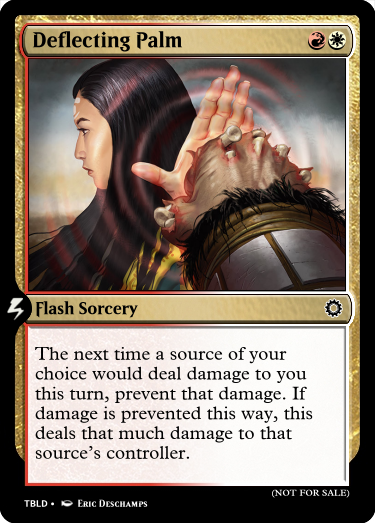 Deflecting Palm
Flash Sorcery
The next time a source of your
choice would deal damage to you
this turn, prevent that damage. If
damage is prevented this way, this
deals that much damage to that
source's controller.
(NOT FOR SALE)
TBLD • Eric Deschamps